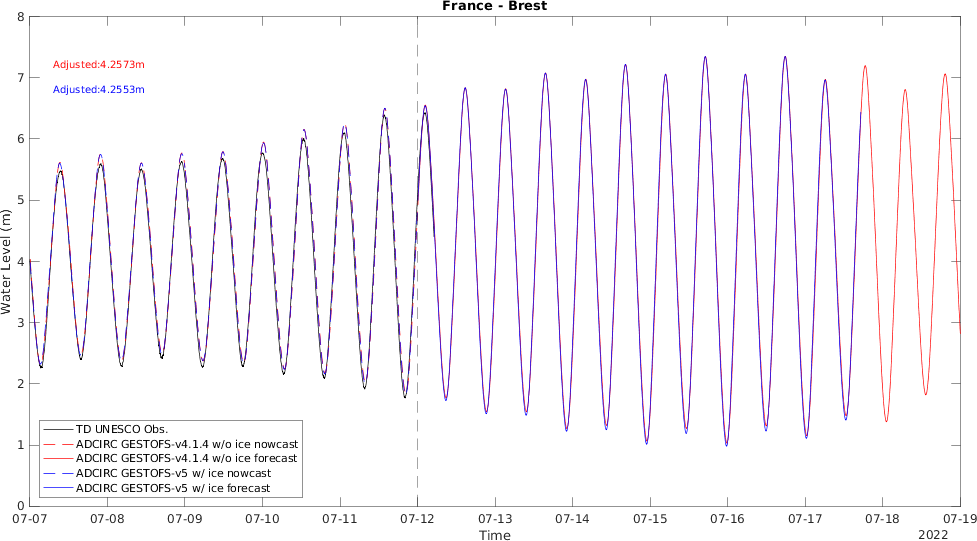 France - Brest
8
7
6
5
4
3
2
1
0
Water Level (m)
Adjusted:4.2573m
Adjusted:4.2553m
TD UNESCO Obs.
ADCIRC GESTOFS-v4.1.4 w/o ice nowcast
ADCIRC GESTOFS-v4.1.4 w/o ice forecast
ADCIRC GESTOFS-v5 w/ ice nowcast
ADCIRC GESTOFS-v5 w/ ice forecast
07-07 07-08 07-09 07-10 07-11 07-12 07-13 07-14 07-15 07-16 07-17 07-18 07-19
Time
2022